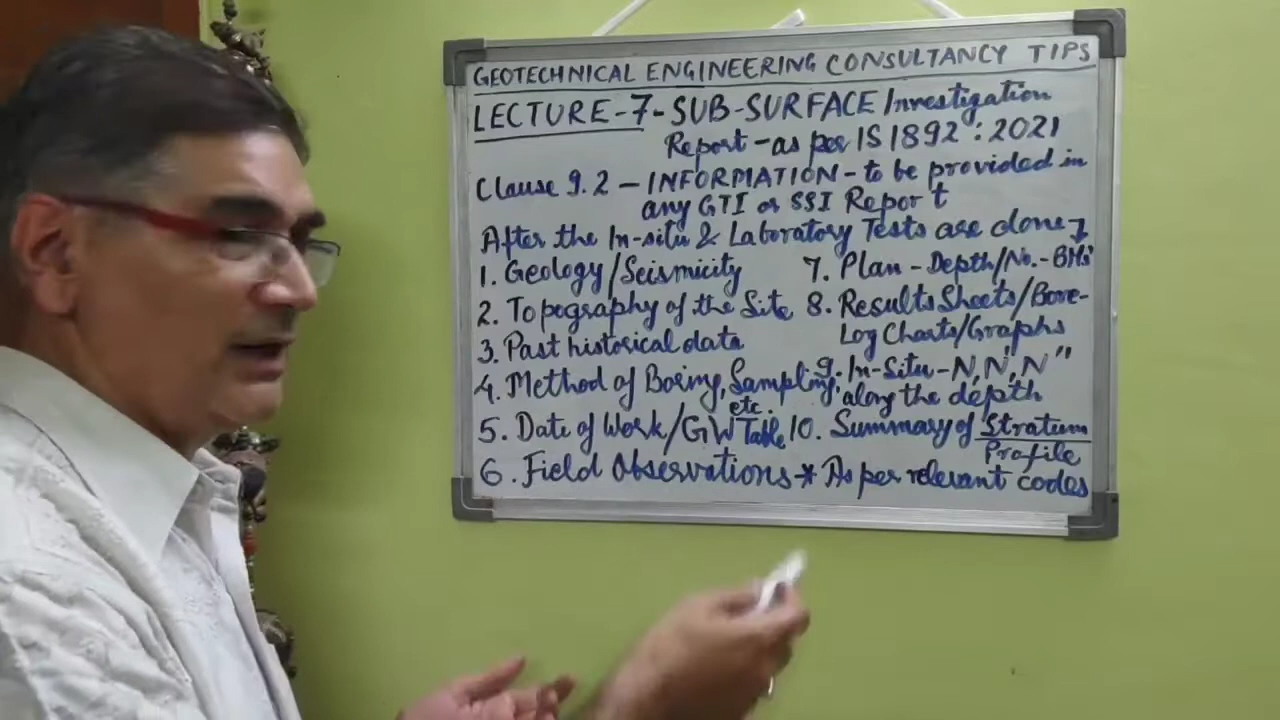 GEOTECHNICAL ENGINEERING CONSULTANCY TIPS
LECTURE-7-SUB-SURFACE Investigation
Report - as per IS 1892 : 2021
Clause 9.2 - INFORMATION - to be provided in
any GTI or SSI Report
After the In-situ & Laboratory Tests are done
1. Geology/Seismicity
2. Topography of the Site
3. Past historical data
4. Method of Boring, Sampling,
etc.
5. Date of Work/GW Table
6. Field Observations
7. Plan - Depth/No. - BHs'
8. Results Sheets/Bore-
Log Charts/Graphs
9. In-Situ - N, N', N"
along the depth
10. Summary of Stratum
Profile
* As per relevant codes